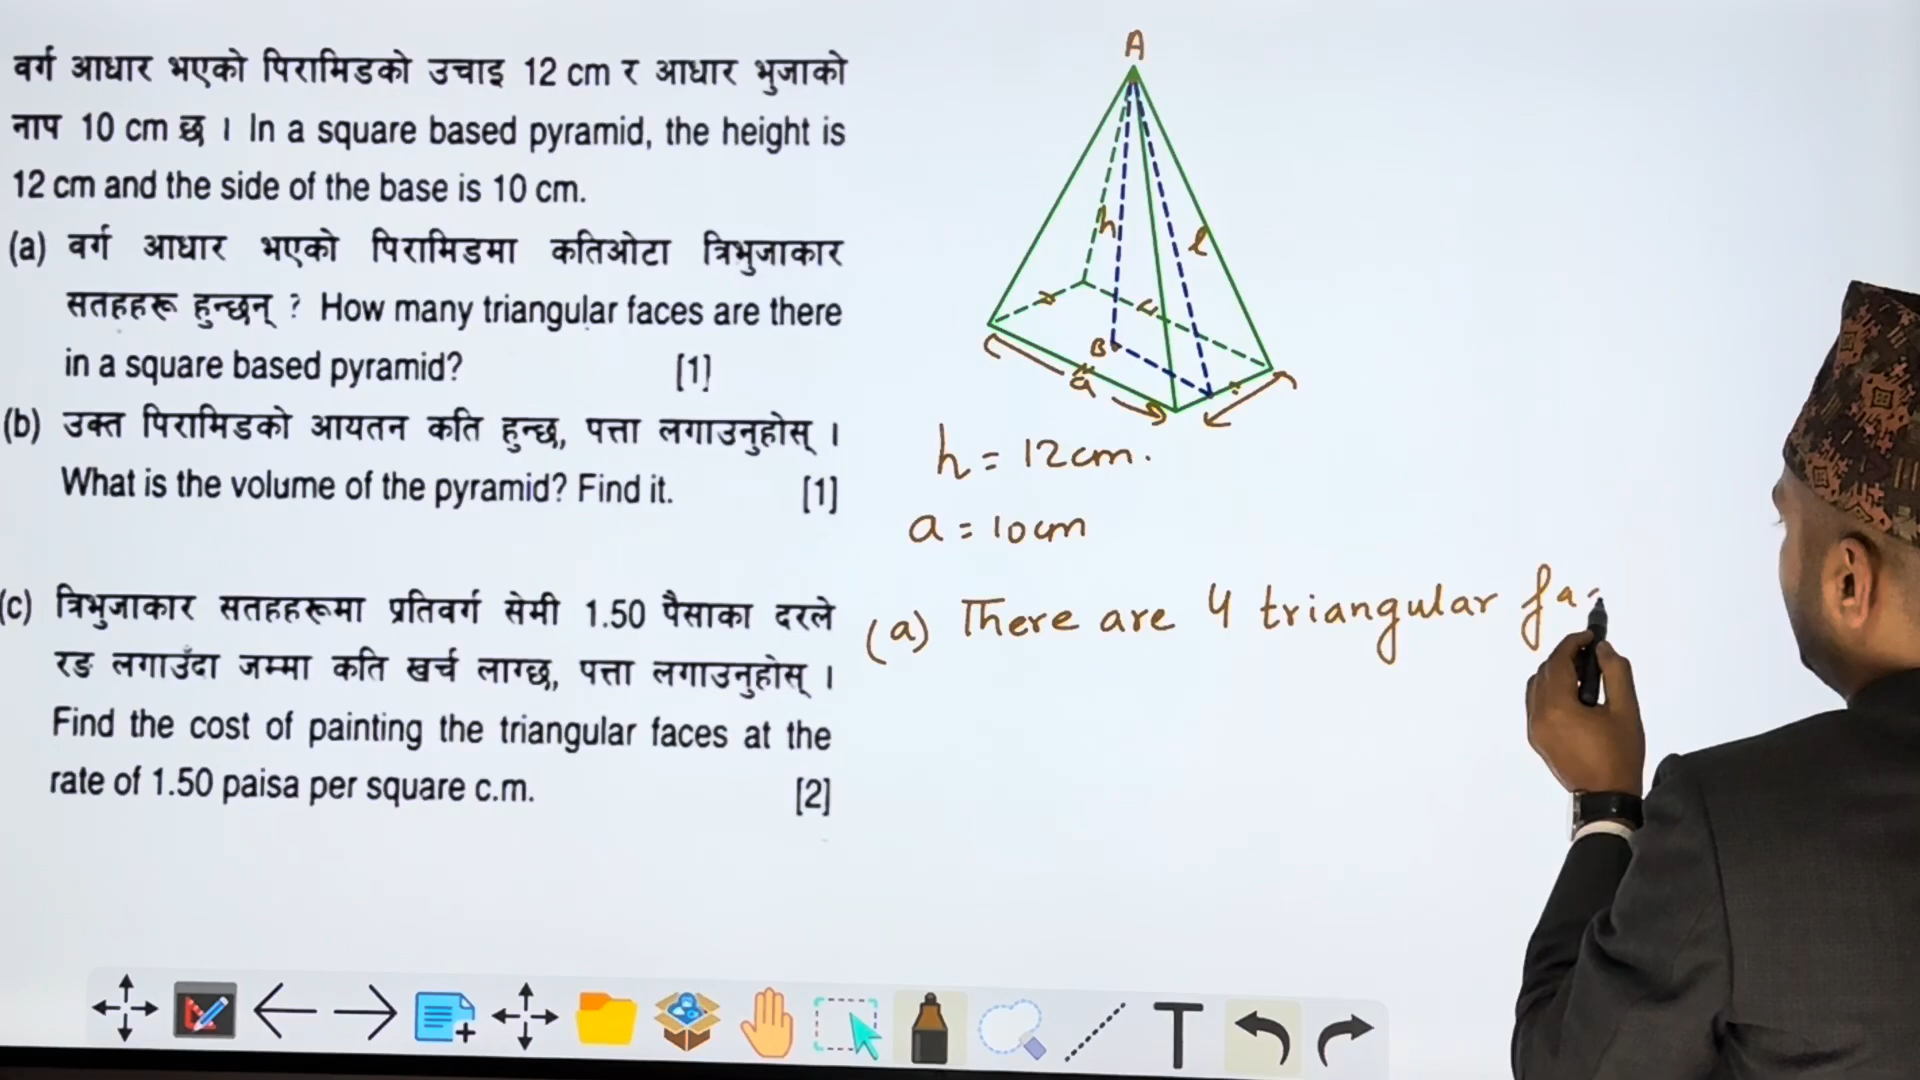 वर्ग आधार भएको पिरामिडको उचाइ 12 cm र आधार भुजाको
नाप 10 cm छ । In a square based pyramid, the height is
12 cm and the side of the base is 10 cm.
(a) वर्ग आधार भएको पिरामिडमा कतिओटा त्रिभुजाकार
सतहहरू हुन्छन् ? How many triangular faces are there
in a square based pyramid? [1]
(b) उक्त पिरामिडको आयतन कति हुन्छ, पत्ता लगाउनुहोस् ।
What is the volume of the pyramid? Find it. [1]
(c) त्रिभुजाकार सतहहरूमा प्रतिवर्ग सेमी 1.50 पैसाका दरले
रङ लगाउँदा जम्मा कति खर्च लाग्छ, पत्ता लगाउनुहोस् ।
Find the cost of painting the triangular faces at the
rate of 1.50 paisa per square c.m. [2]
A
h
l
B
a
h = 12cm.
a = 10cm
(a) There are 4 triangular fa
T